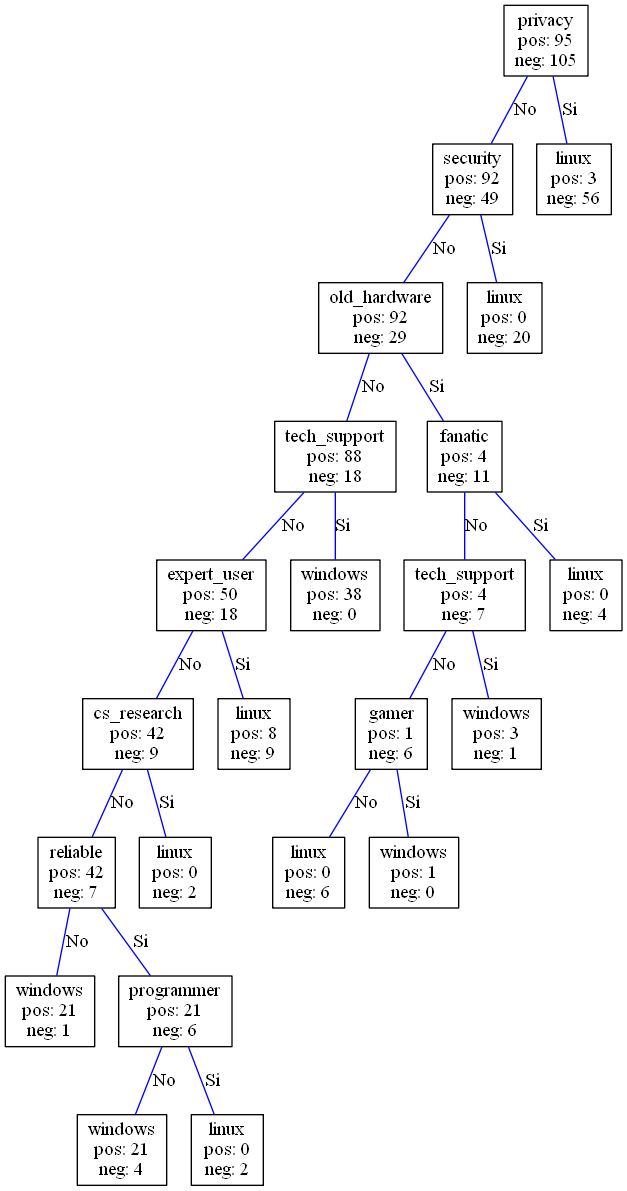 privacy
pos: 95
neg: 105
No
Si
security
pos: 92
neg: 49
linux
pos: 3
neg: 56
No
Si
old_hardware
pos: 92
neg: 29
linux
pos: 0
neg: 20
No
Si
tech_support
pos: 88
neg: 18
fanatic
pos: 4
neg: 11
No
Si
No
Si
expert_user
pos: 50
neg: 18
windows
pos: 38
neg: 0
tech_support
pos: 4
neg: 7
linux
pos: 0
neg: 4
No
Si
No
Si
cs_research
pos: 42
neg: 9
linux
pos: 8
neg: 9
gamer
pos: 1
neg: 6
windows
pos: 3
neg: 1
No
Si
No
Si
reliable
pos: 42
neg: 7
linux
pos: 0
neg: 2
linux
pos: 0
neg: 6
windows
pos: 1
neg: 0
No
Si
windows
pos: 21
neg: 1
programmer
pos: 21
neg: 6
No
Si
windows
pos: 21
neg: 4
linux
pos: 0
neg: 2